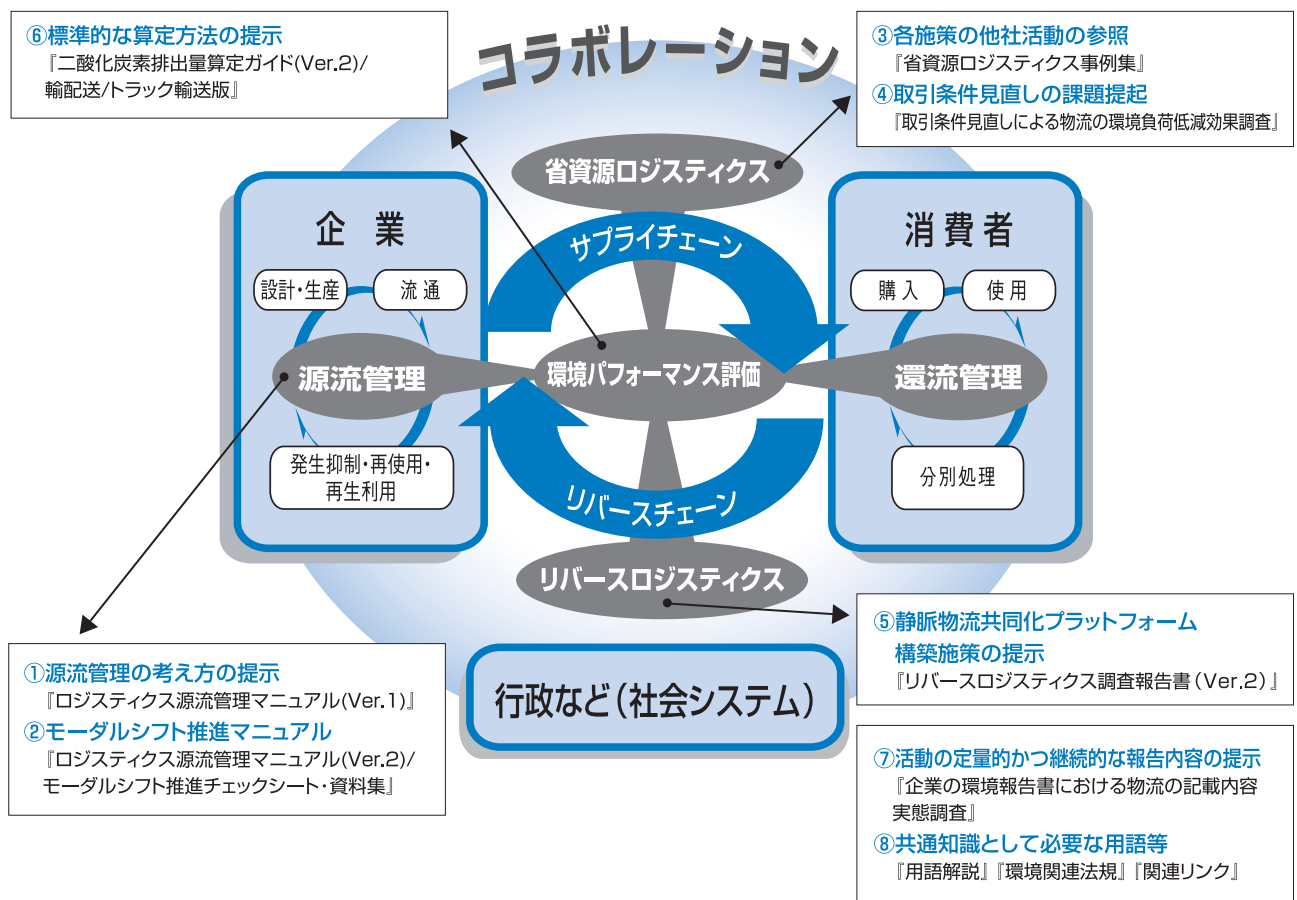 コラボレーション
⑥標準的な算定方法の提示
『二酸化炭素排出量算定ガイド(Ver.2)/
輸配送/トラック輸送版』
③各施策の他社活動の参照
『省資源ロジスティクス事例集』
④取引条件見直しの課題提起
『取引条件見直しによる物流の環境負荷低減効果調査』
省資源ロジスティクス
サプライチェーン
企 業
設計・生産
流 通
源流管理
発生抑制・再使用・
再生利用
環境パフォーマンス評価
消 費 者
購 入
使 用
還流管理
分別処理
リバースチェーン
リバースロジスティクス
行政など(社会システム)
①源流管理の考え方の提示
『ロジスティクス源流管理マニュアル(Ver.1)』
②モーダルシフト推進マニュアル
『ロジスティクス源流管理マニュアル(Ver.2)/
モーダルシフト推進チェックシート・資料集』
⑤静脈物流共同化プラットフォーム
構築施策の提示
『リバースロジスティクス調査報告書(Ver.2)』
⑦活動の定量的かつ継続的な報告内容の提示
『企業の環境報告書における物流の記載内容
実態調査』
⑧共通知識として必要な用語等
『用語解説』『環境関連法規』『関連リンク』